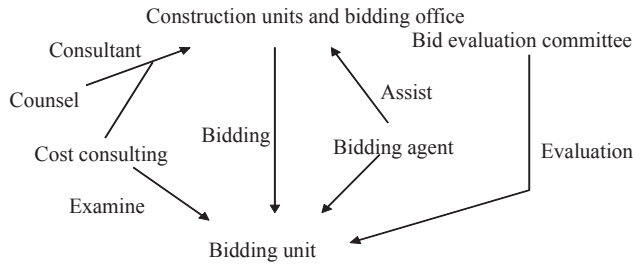 Construction units and bidding office
Bid evaluation committee
Consultant
Counsel
Assist
Bidding
Cost consulting
Bidding agent
Evaluation
Examine
Bidding unit